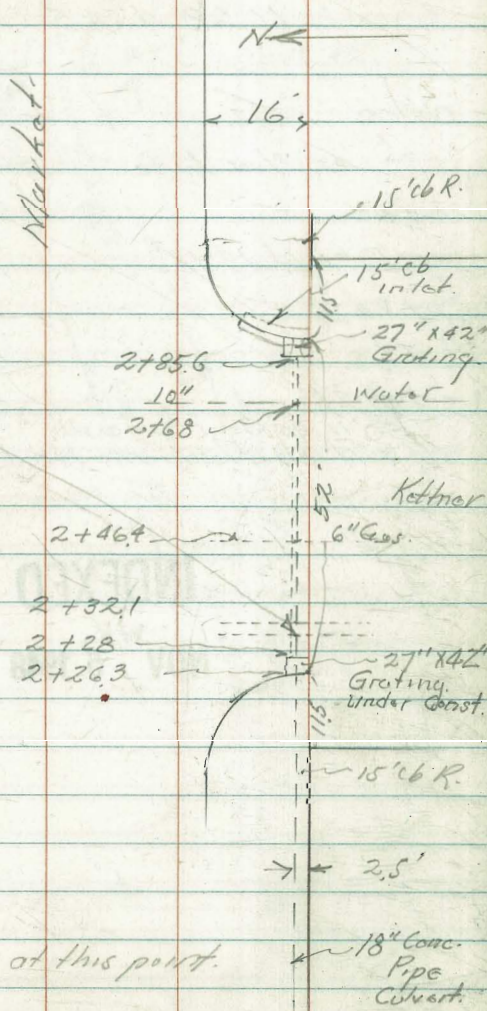 N
16'
Market
15' cb R.
15' cb
Inlet.
11.5
27" x 42"
Grating
2+85.6
10"
Water
2+68
52'
Kettner
2+46.4
6" Gas.
INDEXED
2+32.1
2+28
2+26.3
27" x 42"
Grating
Under Const.
11.5
15' cb R.
2.5'
at this point.
18" Conc.
Pipe
Culvert.